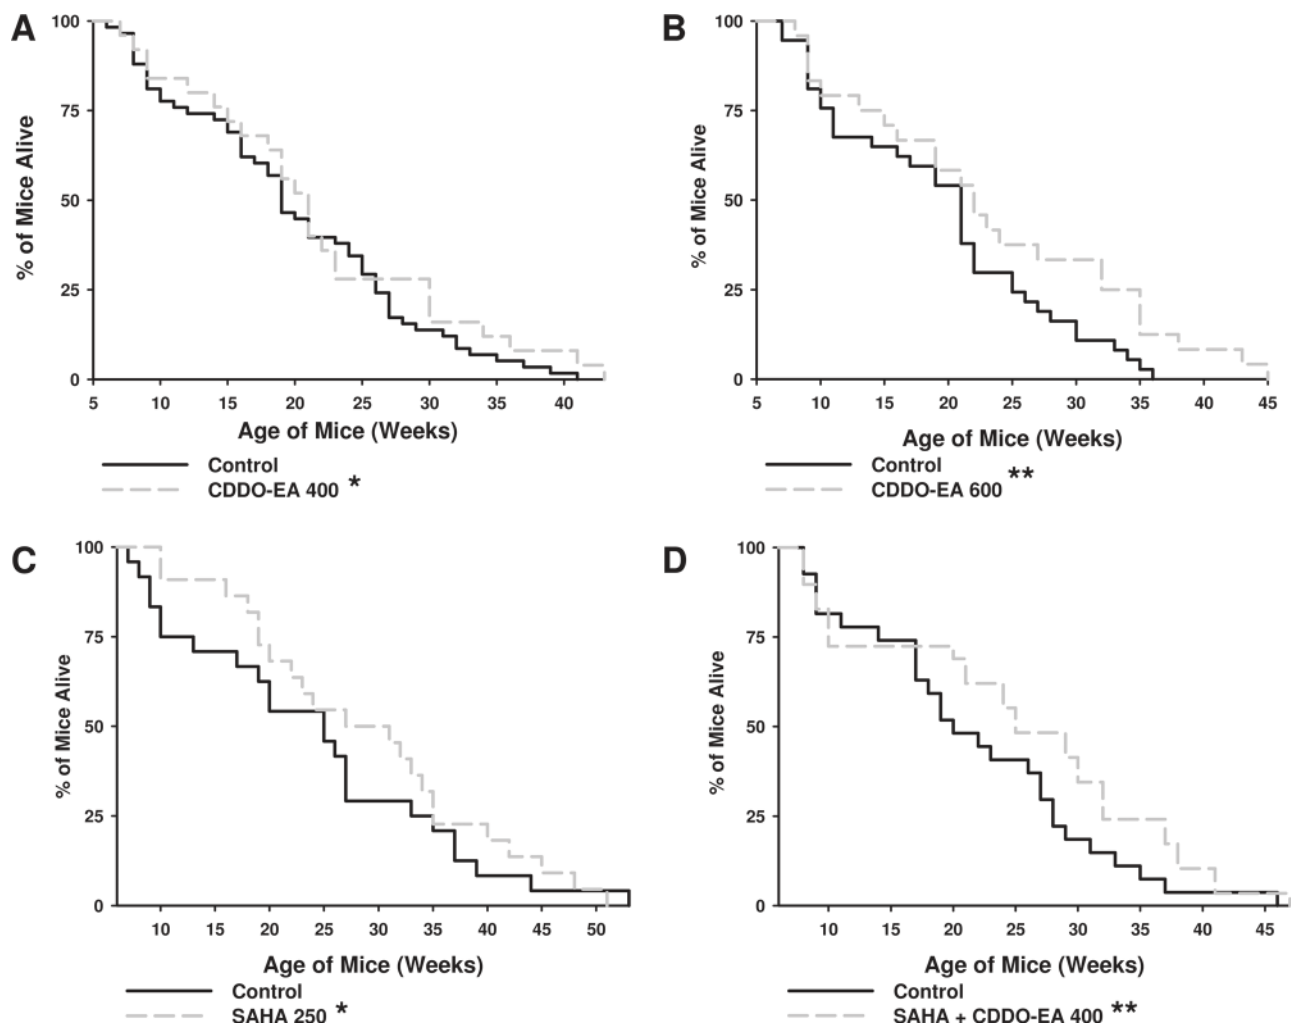 A
100
75
50
25
0
% of Mice Alive
5 10 15 20 25 30 35 40
Age of Mice (Weeks)
Control
CDDO-EA 400 *
B
100
75
50
25
0
% of Mice Alive
5 10 15 20 25 30 35 40 45
Age of Mice (Weeks)
Control
CDDO-EA 600 **
C
100
75
50
25
0
% of Mice Alive
10 15 20 25 30 35 40 45 50
Age of Mice (Weeks)
Control
SAHA 250 *
D
100
75
50
25
0
% of Mice Alive
10 15 20 25 30 35 40 45
Age of Mice (Weeks)
Control
SAHA + CDDO-EA 400 **